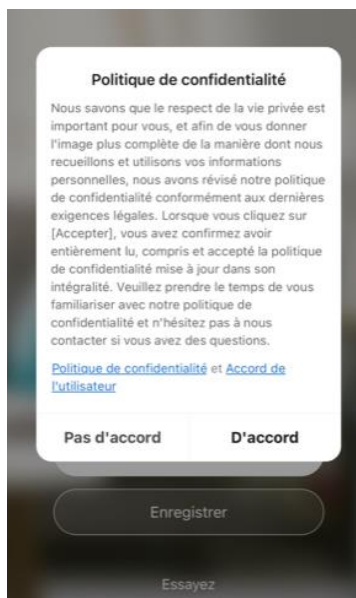 Politique de confidentialité
Nous savons que le respect de la vie privée est
important pour vous, et afin de vous donner
l'image plus complète de la manière dont nous
recueillons et utilisons vos informations
personnelles, nous avons révisé notre politique
de confidentialité conformément aux dernières
exigences légales. Lorsque vous cliquez sur
[Accepter], vous avez confirmez avoir
entièrement lu, compris et accepté la politique
de confidentialité mise à jour dans son
intégralité. Veuillez prendre le temps de vous
familiariser avec notre politique de
confidentialité et n'hésitez pas à nous
contacter si vous avez des questions.
Politique de confidentialité et Accord de
l'utilisateur
Pas d'accord D'accord
Enregistrer
Essayez